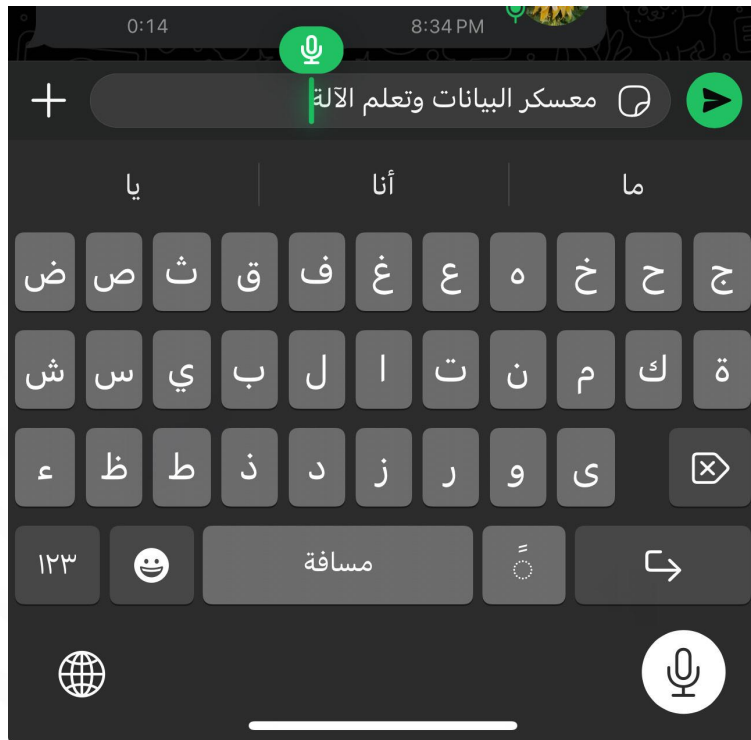 0:14 8:34 PM
معسكر البيانات وتعلم الآلة
يا أنا ما
ض ص ث ق ف غ ع ه خ ح ج
ش س ي ب ل ا ت ن م ك ة
ء ظ ط ذ د ز ر و ى
١٢٣ مسافة ً